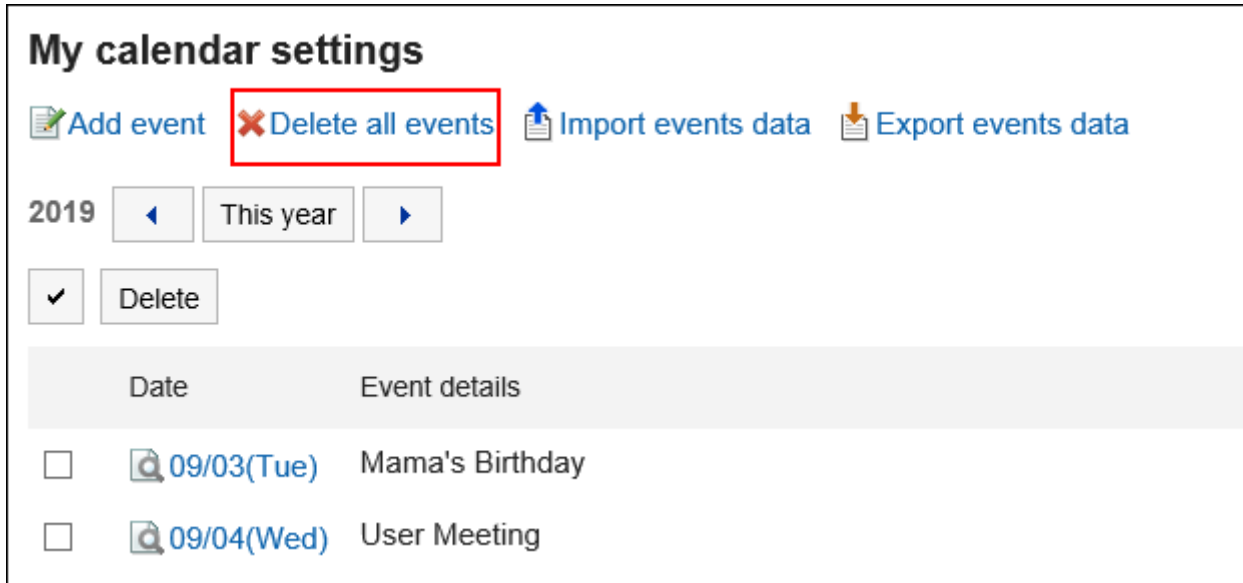 My calendar settings
Add event Delete all events Import events data Export events data
2019 This year
Delete
Date Event details
09/03(Tue) Mama's Birthday
09/04(Wed) User Meeting